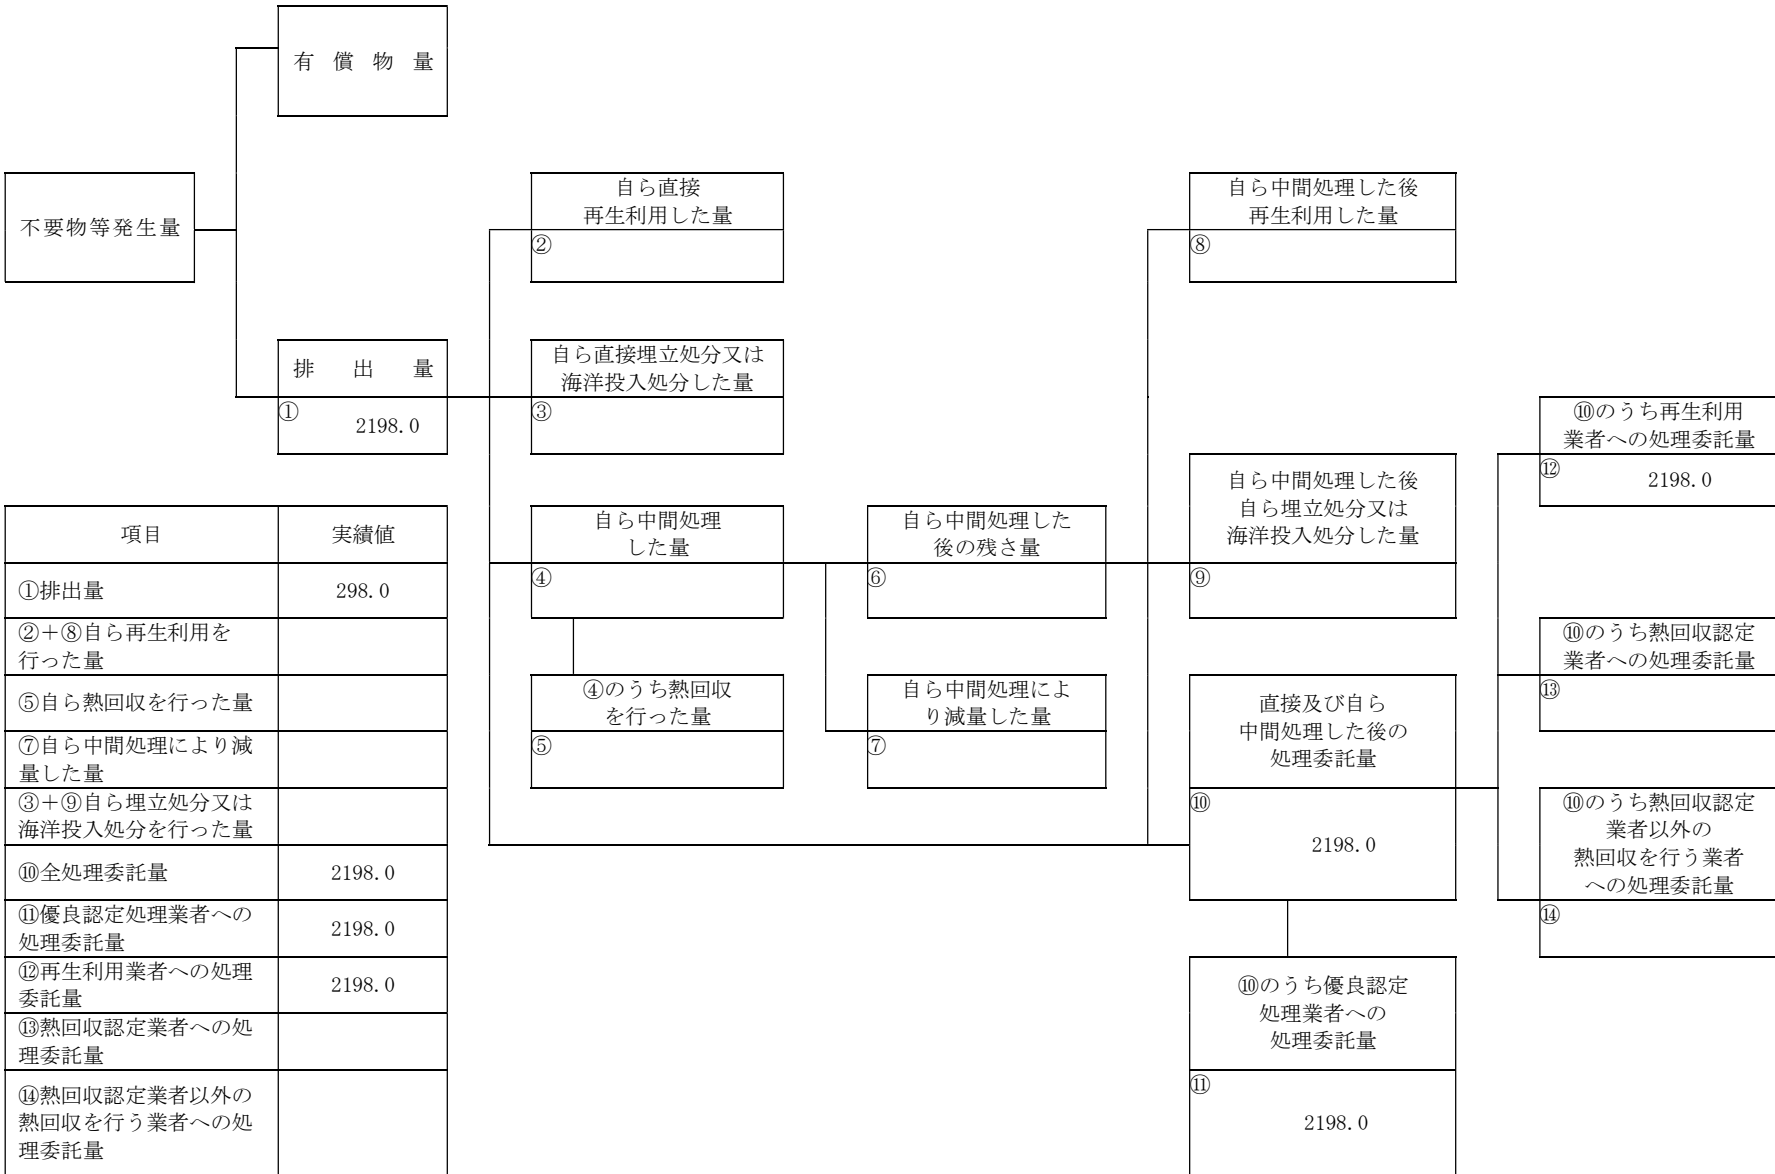 有償物量
不要物等発生量
自ら直接
再生利用した量
②
自ら中間処理した後
再生利用した量
⑧
排出量
①
2198.0
自ら直接埋立処分又は
海洋投入処分した量
③
⑩のうち再生利用
業者への処理委託量
⑫
2198.0
自ら中間処理
した量
④
自ら中間処理した
後の残さ量
⑥
自ら中間処理した後
自ら埋立処分又は
海洋投入処分した量
⑨
⑩のうち熱回収認定
業者への処理委託量
⑬
④のうち熱回収
を行った量
⑤
自ら中間処理によ
り減量した量
⑦
直接及び自ら
中間処理した後の
処理委託量
⑩
2198.0
⑩のうち熱回収認定
業者以外の
熱回収を行う業者
への処理委託量
⑭
⑩のうち優良認定
処理業者への
処理委託量
⑪
2198.0
項目 実績値
①排出量 298.0
②＋⑧自ら再生利用を
行った量
⑤自ら熱回収を行った量
⑦自ら中間処理により減
量した量
③＋⑨自ら埋立処分又は
海洋投入処分を行った量
⑩全処理委託量 2198.0
⑪優良認定処理業者への
処理委託量 2198.0
⑫再生利用業者への処理
委託量 2198.0
⑬熱回収認定業者への処
理委託量
⑭熱回収認定業者以外の
熱回収を行う業者への処
理委託量